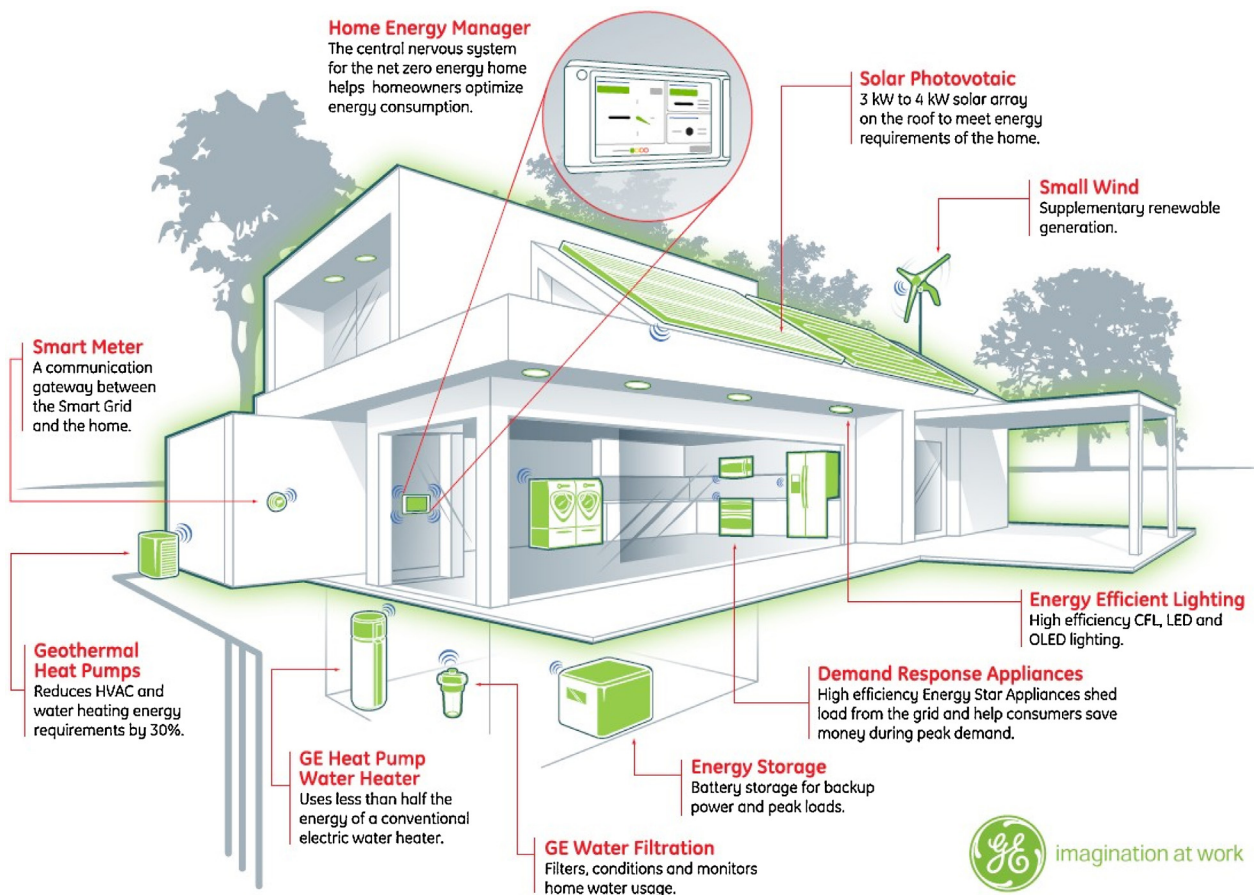 Home Energy Manager
The central nervous system
for the net zero energy home
helps homeowners optimize
energy consumption.
Solar Photovotaic
3 kW to 4 kW solar array
on the roof to meet energy
requirements of the home.
Small Wind
Supplementary renewable
generation.
Smart Meter
A communication
gateway between
the Smart Grid
and the home.
Geothermal
Heat Pumps
Reduces HVAC and
water heating energy
requirements by 30%.
GE Heat Pump
Water Heater
Uses less than half the
energy of a conventional
electric water heater.
GE Water Filtration
Filters, conditions and monitors
home water usage.
Energy Storage
Battery storage for backup
power and peak loads.
Demand Response Appliances
High efficiency Energy Star Appliances shed
load from the grid and help consumers save
money during peak demand.
Energy Efficient Lighting
High efficiency CFL, LED and
OLED lighting.
GE imagination at work